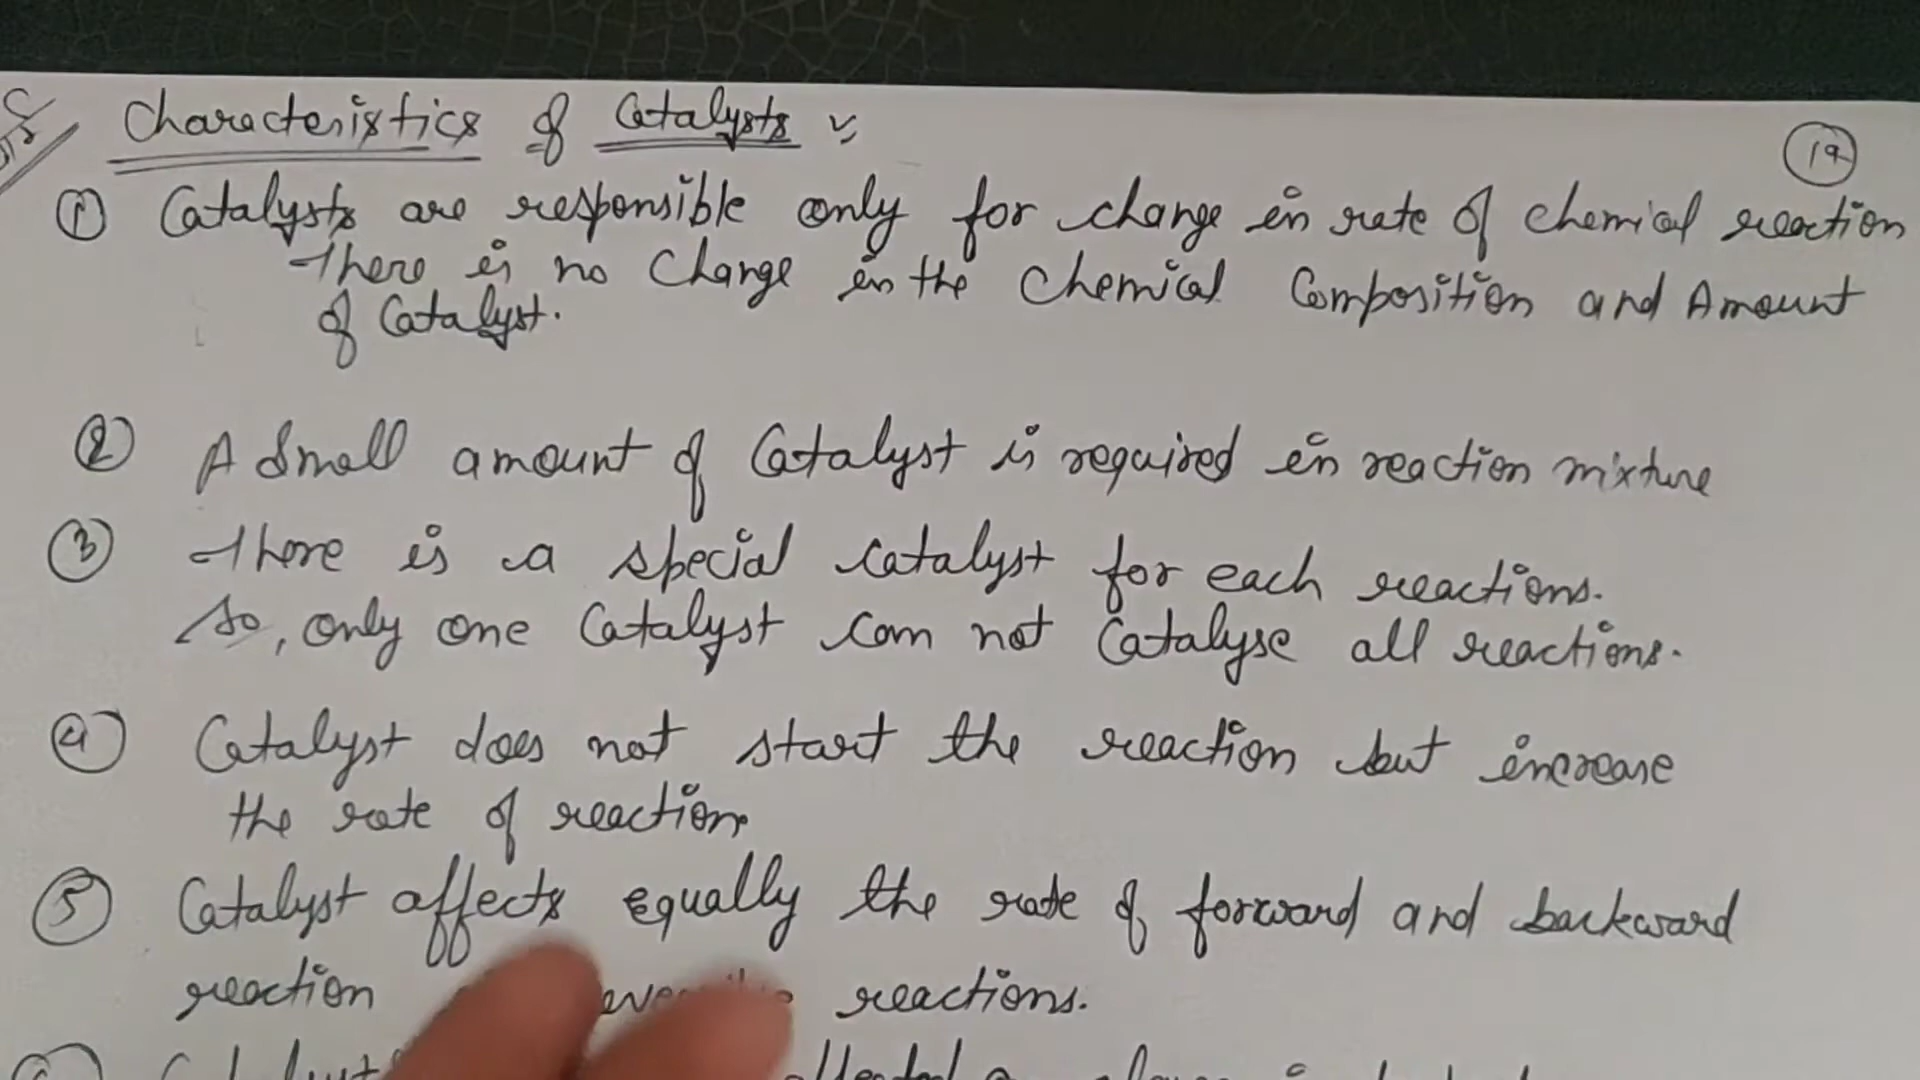 Characteristics of Catalysts :-
19
① Catalysts are responsible only for change in rate of chemical reaction
There is no Change in the Chemical Composition and Amount
of Catalyst.
② A Small amount of Catalyst is required in reaction mixture
③ There is a special catalyst for each reactions.
So, only one Catalyst can not Catalyse all reactions.
④ Catalyst does not start the reaction but increase
the rate of reaction
⑤ Catalyst affects Equally the rate of forward and backward
reaction reactions.